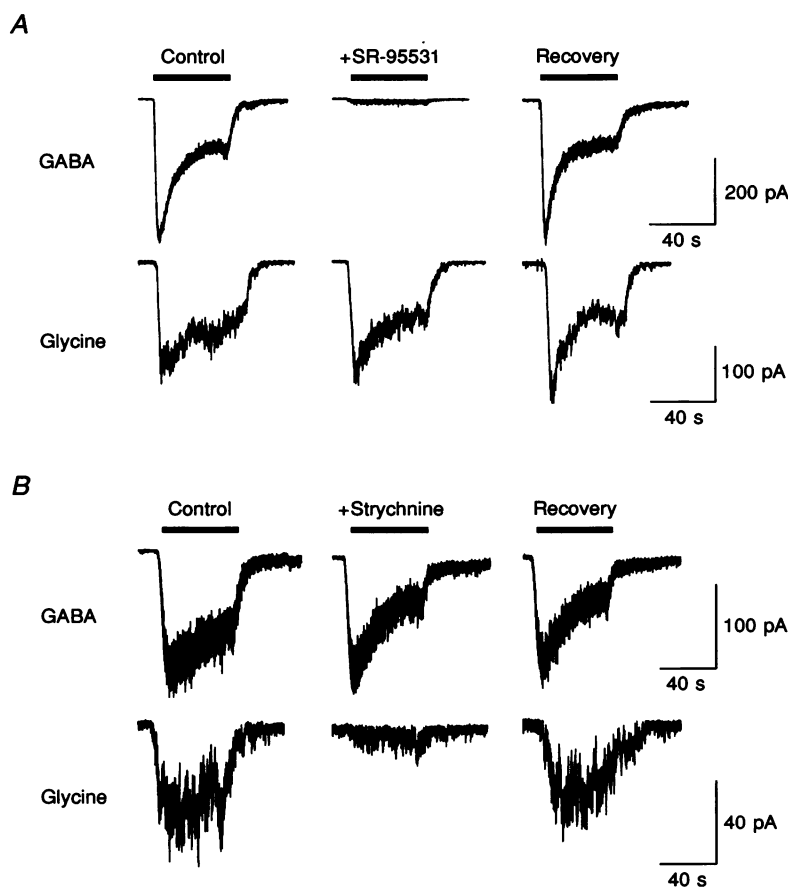 A
Control +SR-95531 Recovery
GABA
200 pA
40 s
Glycine
100 pA
40 s
B
Control +Strychnine Recovery
GABA
100 pA
40 s
Glycine
40 pA
40 s